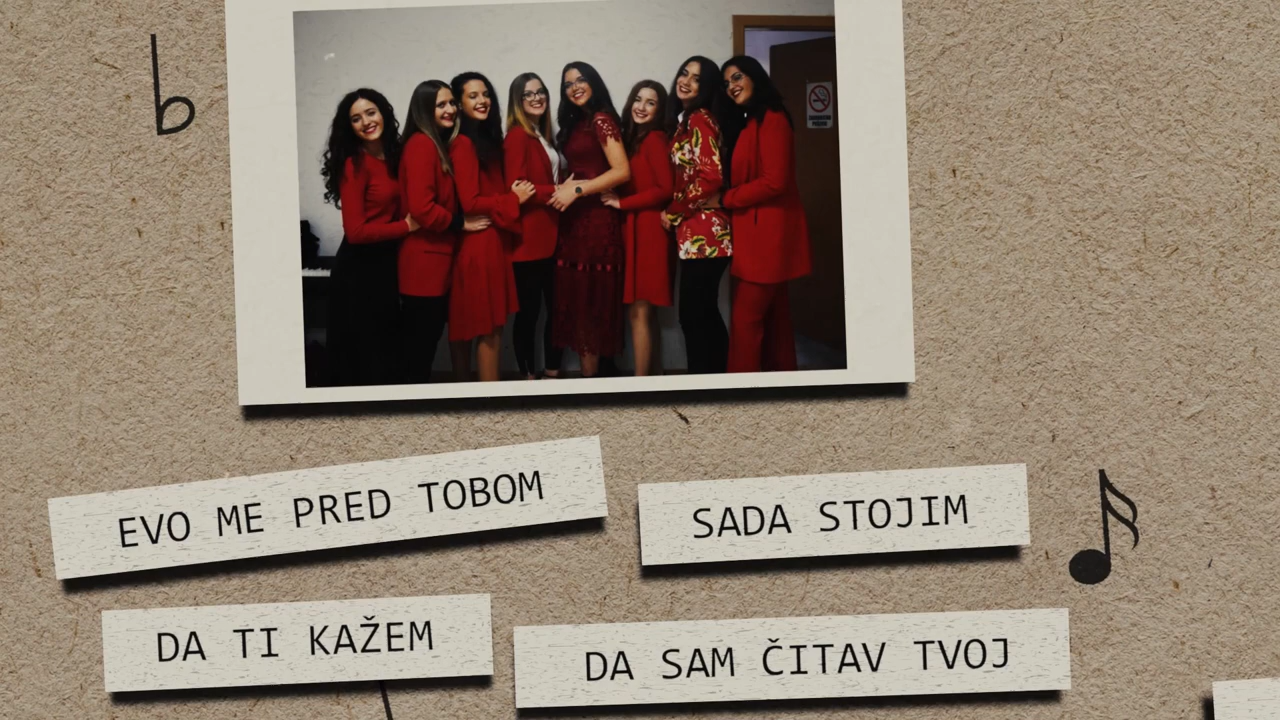 EVO ME PRED TOBOM
SADA STOJIM
DA TI KAŽEM
DA SAM ČITAV TVOJ